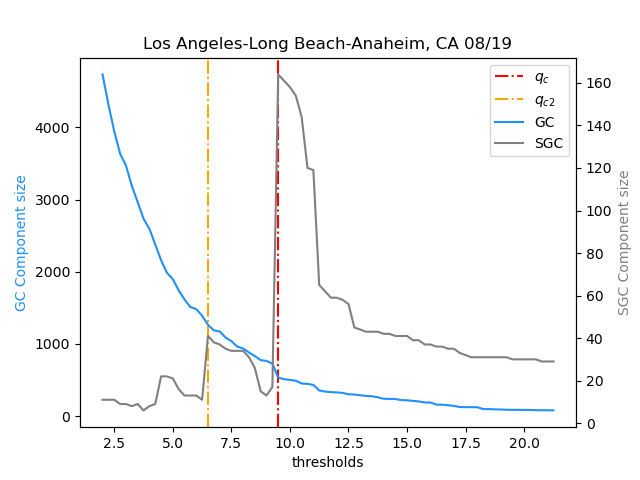 Los Angeles-Long Beach-Anaheim, CA 08/19
q_c
q_{c2}
GC
SGC
GC Component size
4000
3000
2000
1000
0
160
140
120
100
80
60
40
20
0
SGC Component size
2.5 5.0 7.5 10.0 12.5 15.0 17.5 20.0
thresholds